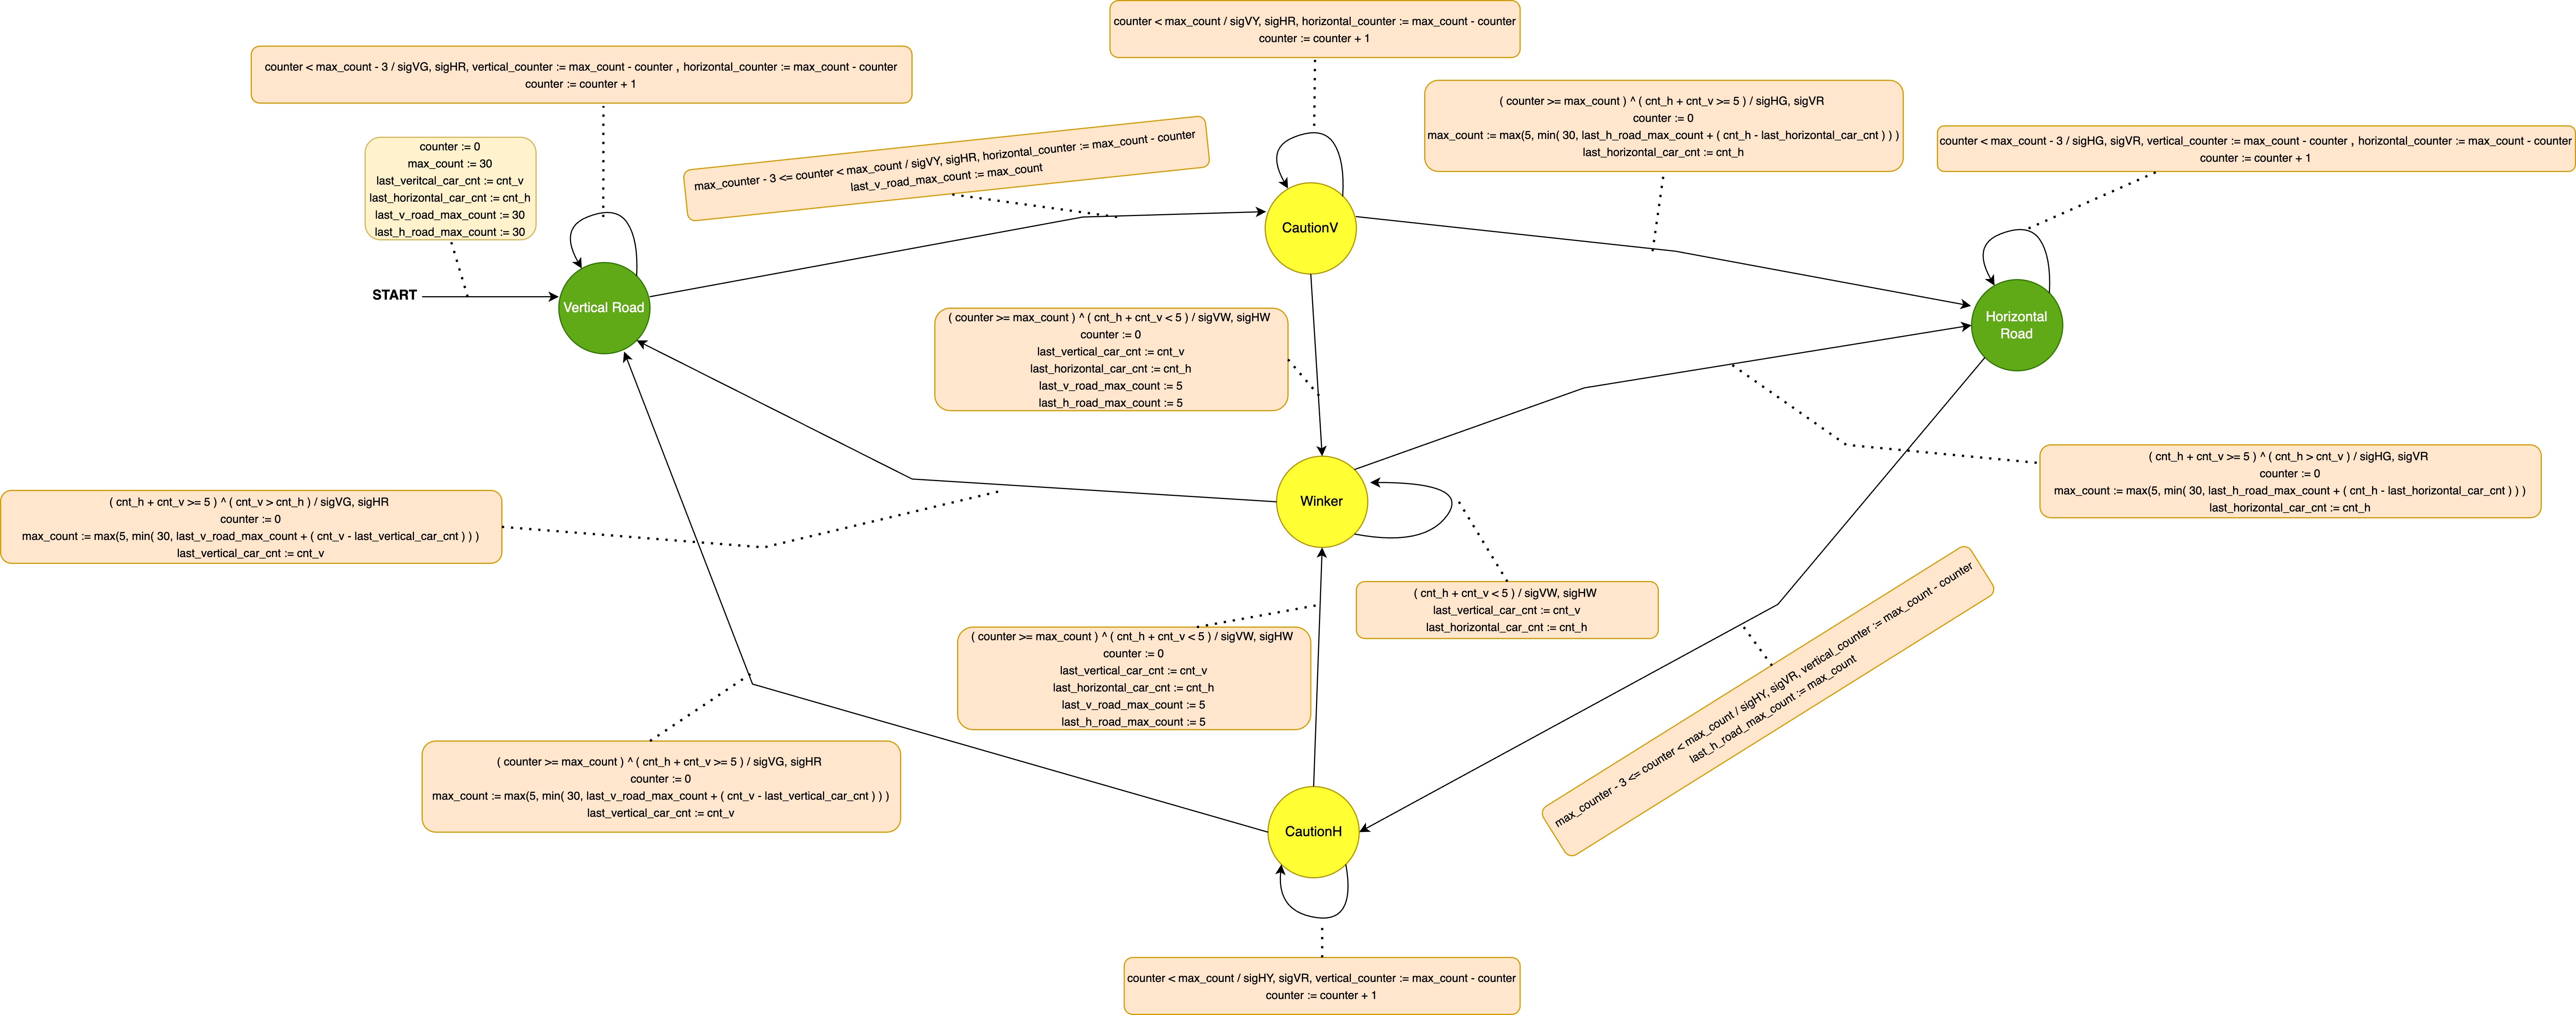 counter < max_count / sigVY, sigHR, horizontal_counter := max_count - counter
counter := counter + 1
counter < max_count - 3 / sigVG, sigHR, vertical_counter := max_count - counter , horizontal_counter := max_count - counter
counter := counter + 1
( counter >= max_count ) ^ ( cnt_h + cnt_v >= 5 ) / sigHG, sigVR
counter := 0
max_count := max(5, min( 30, last_h_road_max_count + ( cnt_h - last_horizontal_car_cnt ) ) )
last_horizontal_car_cnt := cnt_h
counter < max_count - 3 / sigHG, sigVR, vertical_counter := max_count - counter , horizontal_counter := max_count - counter
counter := counter + 1
counter := 0
max_count := 30
last_veritcal_car_cnt := cnt_v
last_horizontal_car_cnt := cnt_h
last_v_road_max_count := 30
last_h_road_max_count := 30
max_counter - 3 <= counter < max_count / sigVY, sigHR, horizontal_counter := max_count - counter
last_v_road_max_count := max_count
CautionV
START
Vertical Road
Horizontal
Road
( counter >= max_count ) ^ ( cnt_h + cnt_v < 5 ) / sigVW, sigHW
counter := 0
last_vertical_car_cnt := cnt_v
last_horizontal_car_cnt := cnt_h
last_v_road_max_count := 5
last_h_road_max_count := 5
Winker
( cnt_h + cnt_v >= 5 ) ^ ( cnt_h > cnt_v ) / sigHG, sigVR
counter := 0
max_count := max(5, min( 30, last_h_road_max_count + ( cnt_h - last_horizontal_car_cnt ) ) )
last_horizontal_car_cnt := cnt_h
( cnt_h + cnt_v >= 5 ) ^ ( cnt_v > cnt_h ) / sigVG, sigHR
counter := 0
max_count := max(5, min( 30, last_v_road_max_count + ( cnt_v - last_vertical_car_cnt ) ) )
last_vertical_car_cnt := cnt_v
( cnt_h + cnt_v < 5 ) / sigVW, sigHW
last_vertical_car_cnt := cnt_v
last_horizontal_car_cnt := cnt_h
( counter >= max_count ) ^ ( cnt_h + cnt_v < 5 ) / sigVW, sigHW
counter := 0
last_vertical_car_cnt := cnt_v
last_horizontal_car_cnt := cnt_h
last_v_road_max_count := 5
last_h_road_max_count := 5
max_counter - 3 <= counter < max_count / sigHY, sigVR, vertical_counter := max_count - counter
last_h_road_max_count := max_count
( counter >= max_count ) ^ ( cnt_h + cnt_v >= 5 ) / sigVG, sigHR
counter := 0
max_count := max(5, min( 30, last_v_road_max_count + ( cnt_v - last_vertical_car_cnt ) ) )
last_vertical_car_cnt := cnt_v
CautionH
counter < max_count / sigHY, sigVR, vertical_counter := max_count - counter
counter := counter + 1